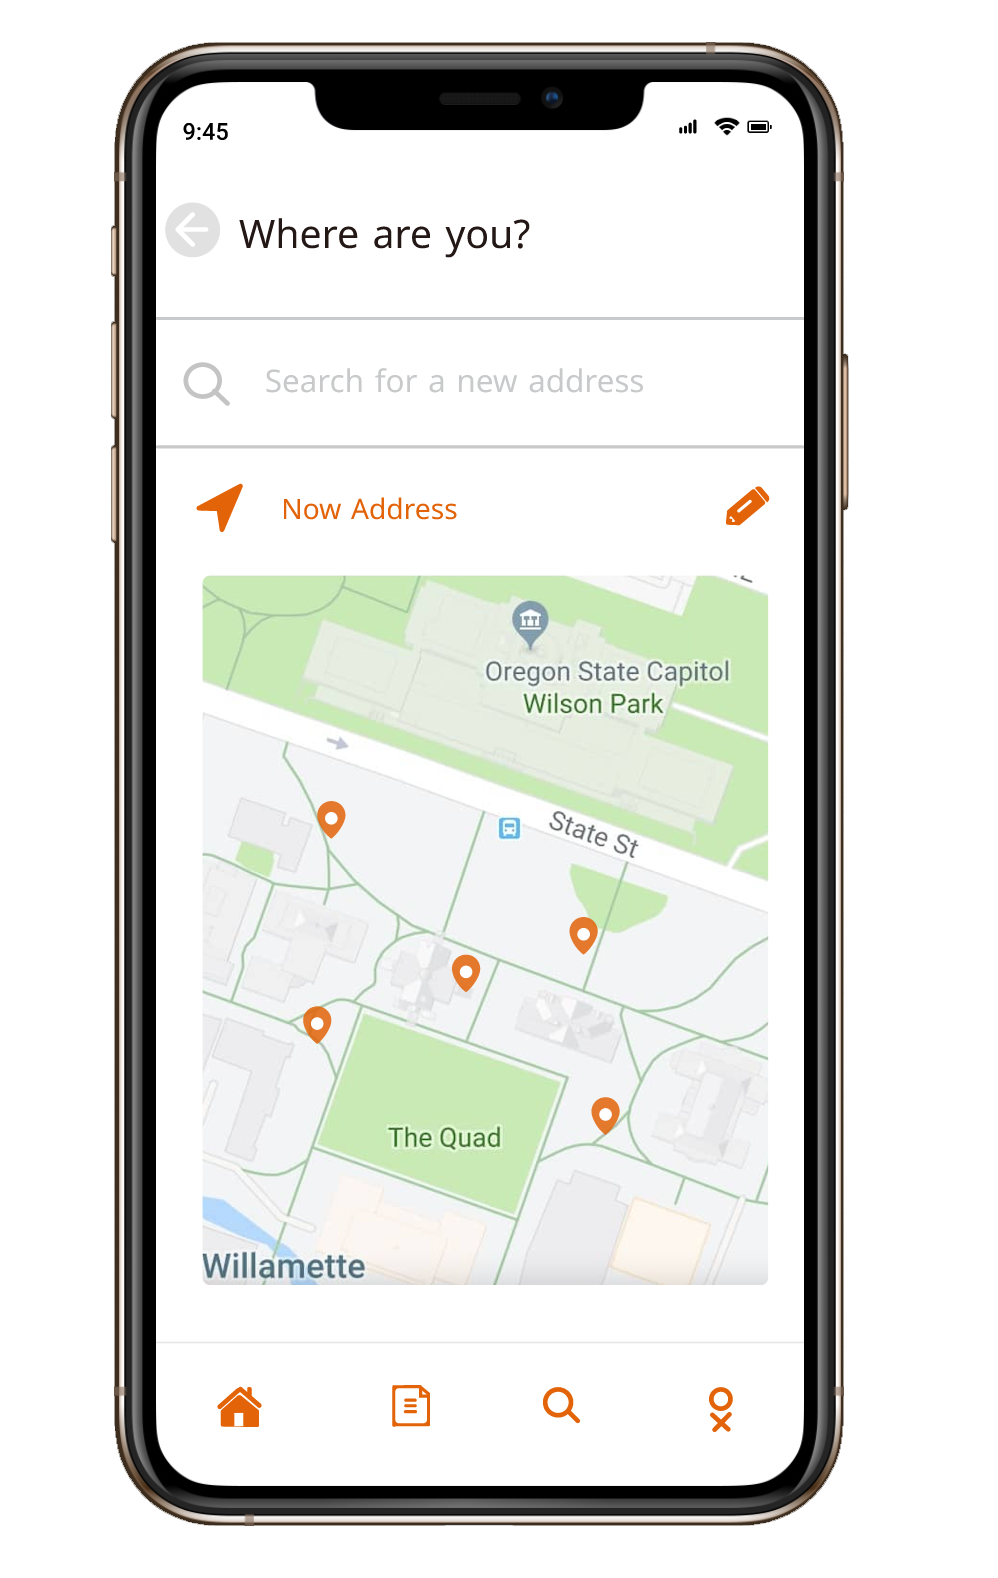 9:45
Where are you?
Search for a new address
Now Address
Oregon State Capitol
Wilson Park
State St
The Quad
Willamette